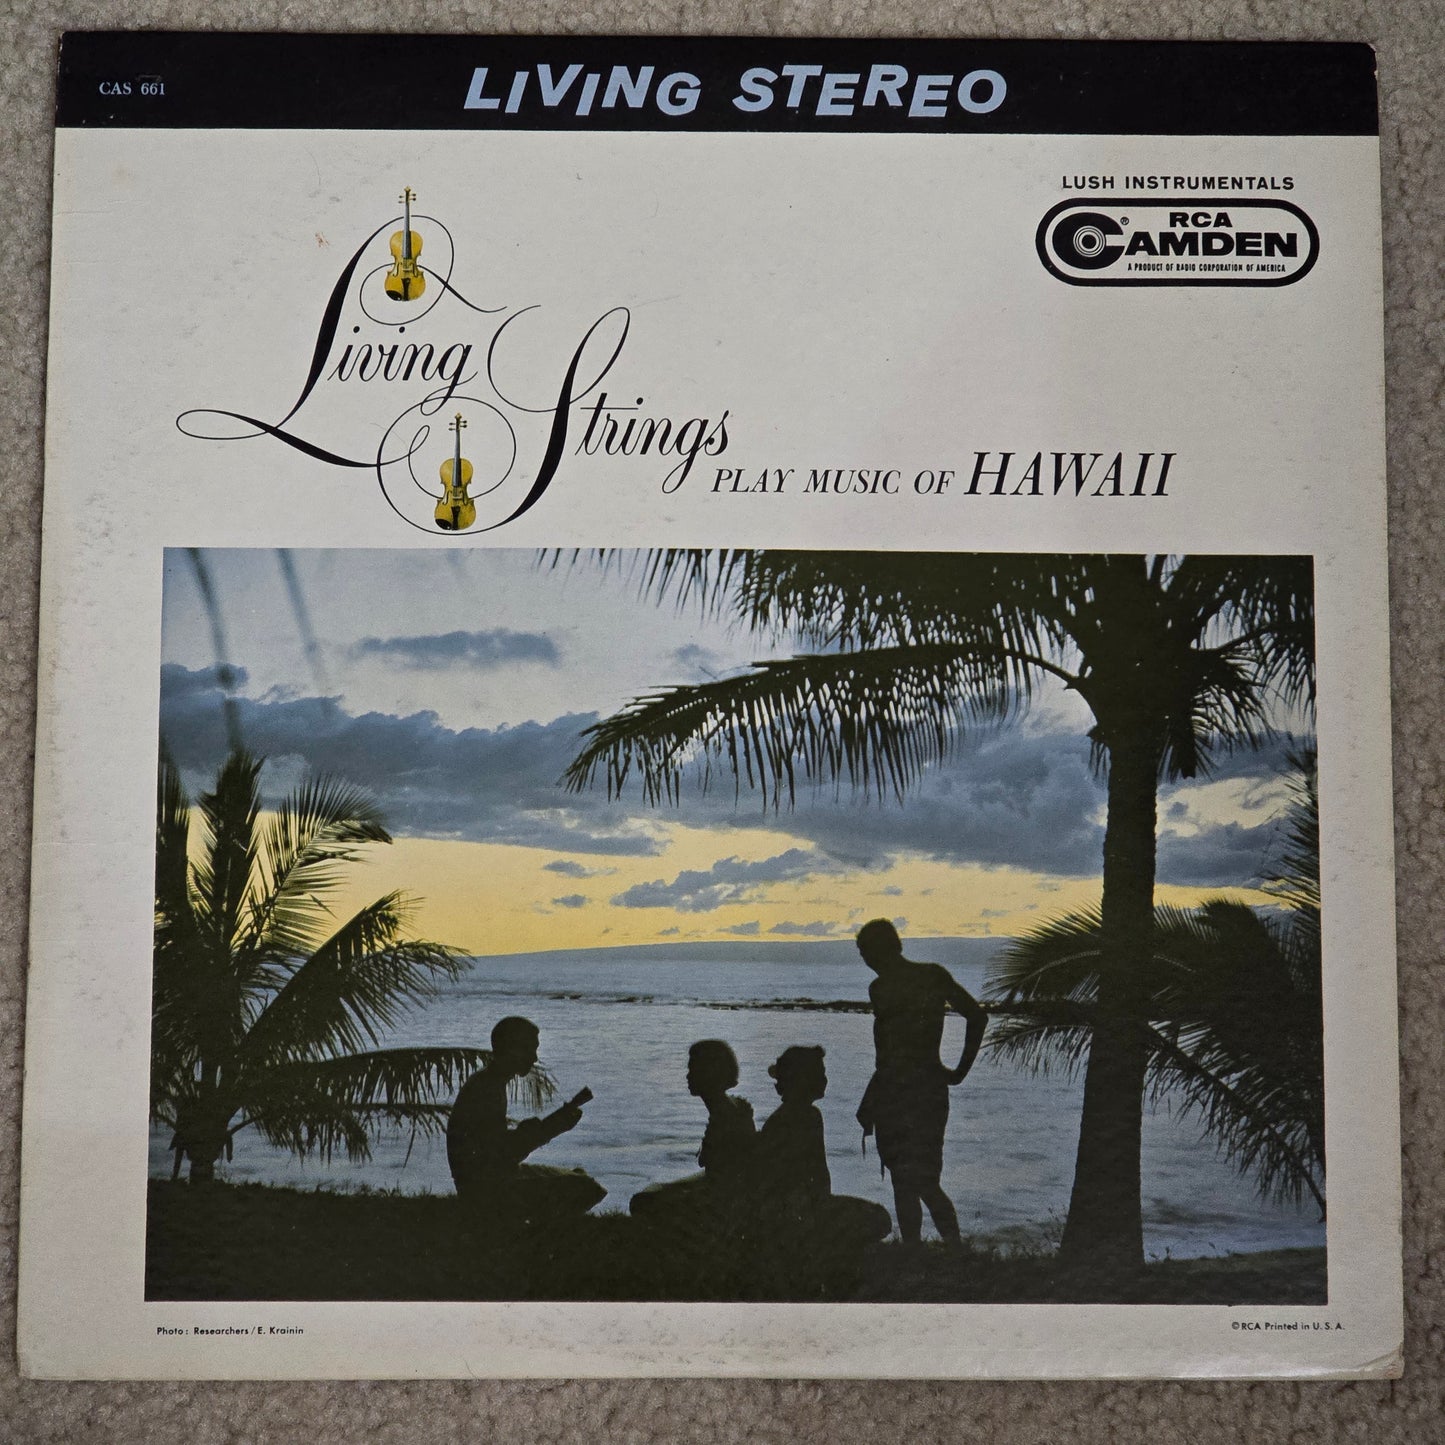 CAS 661
LIVING STEREO
LUSH INSTRUMENTALS
RCA
CAMDEN
®
A PRODUCT OF RADIO CORPORATION OF AMERICA
Living
Strings
PLAY MUSIC OF HAWAII
Photo: Researchers/E. Krainin
©RCA Printed in U.S.A.